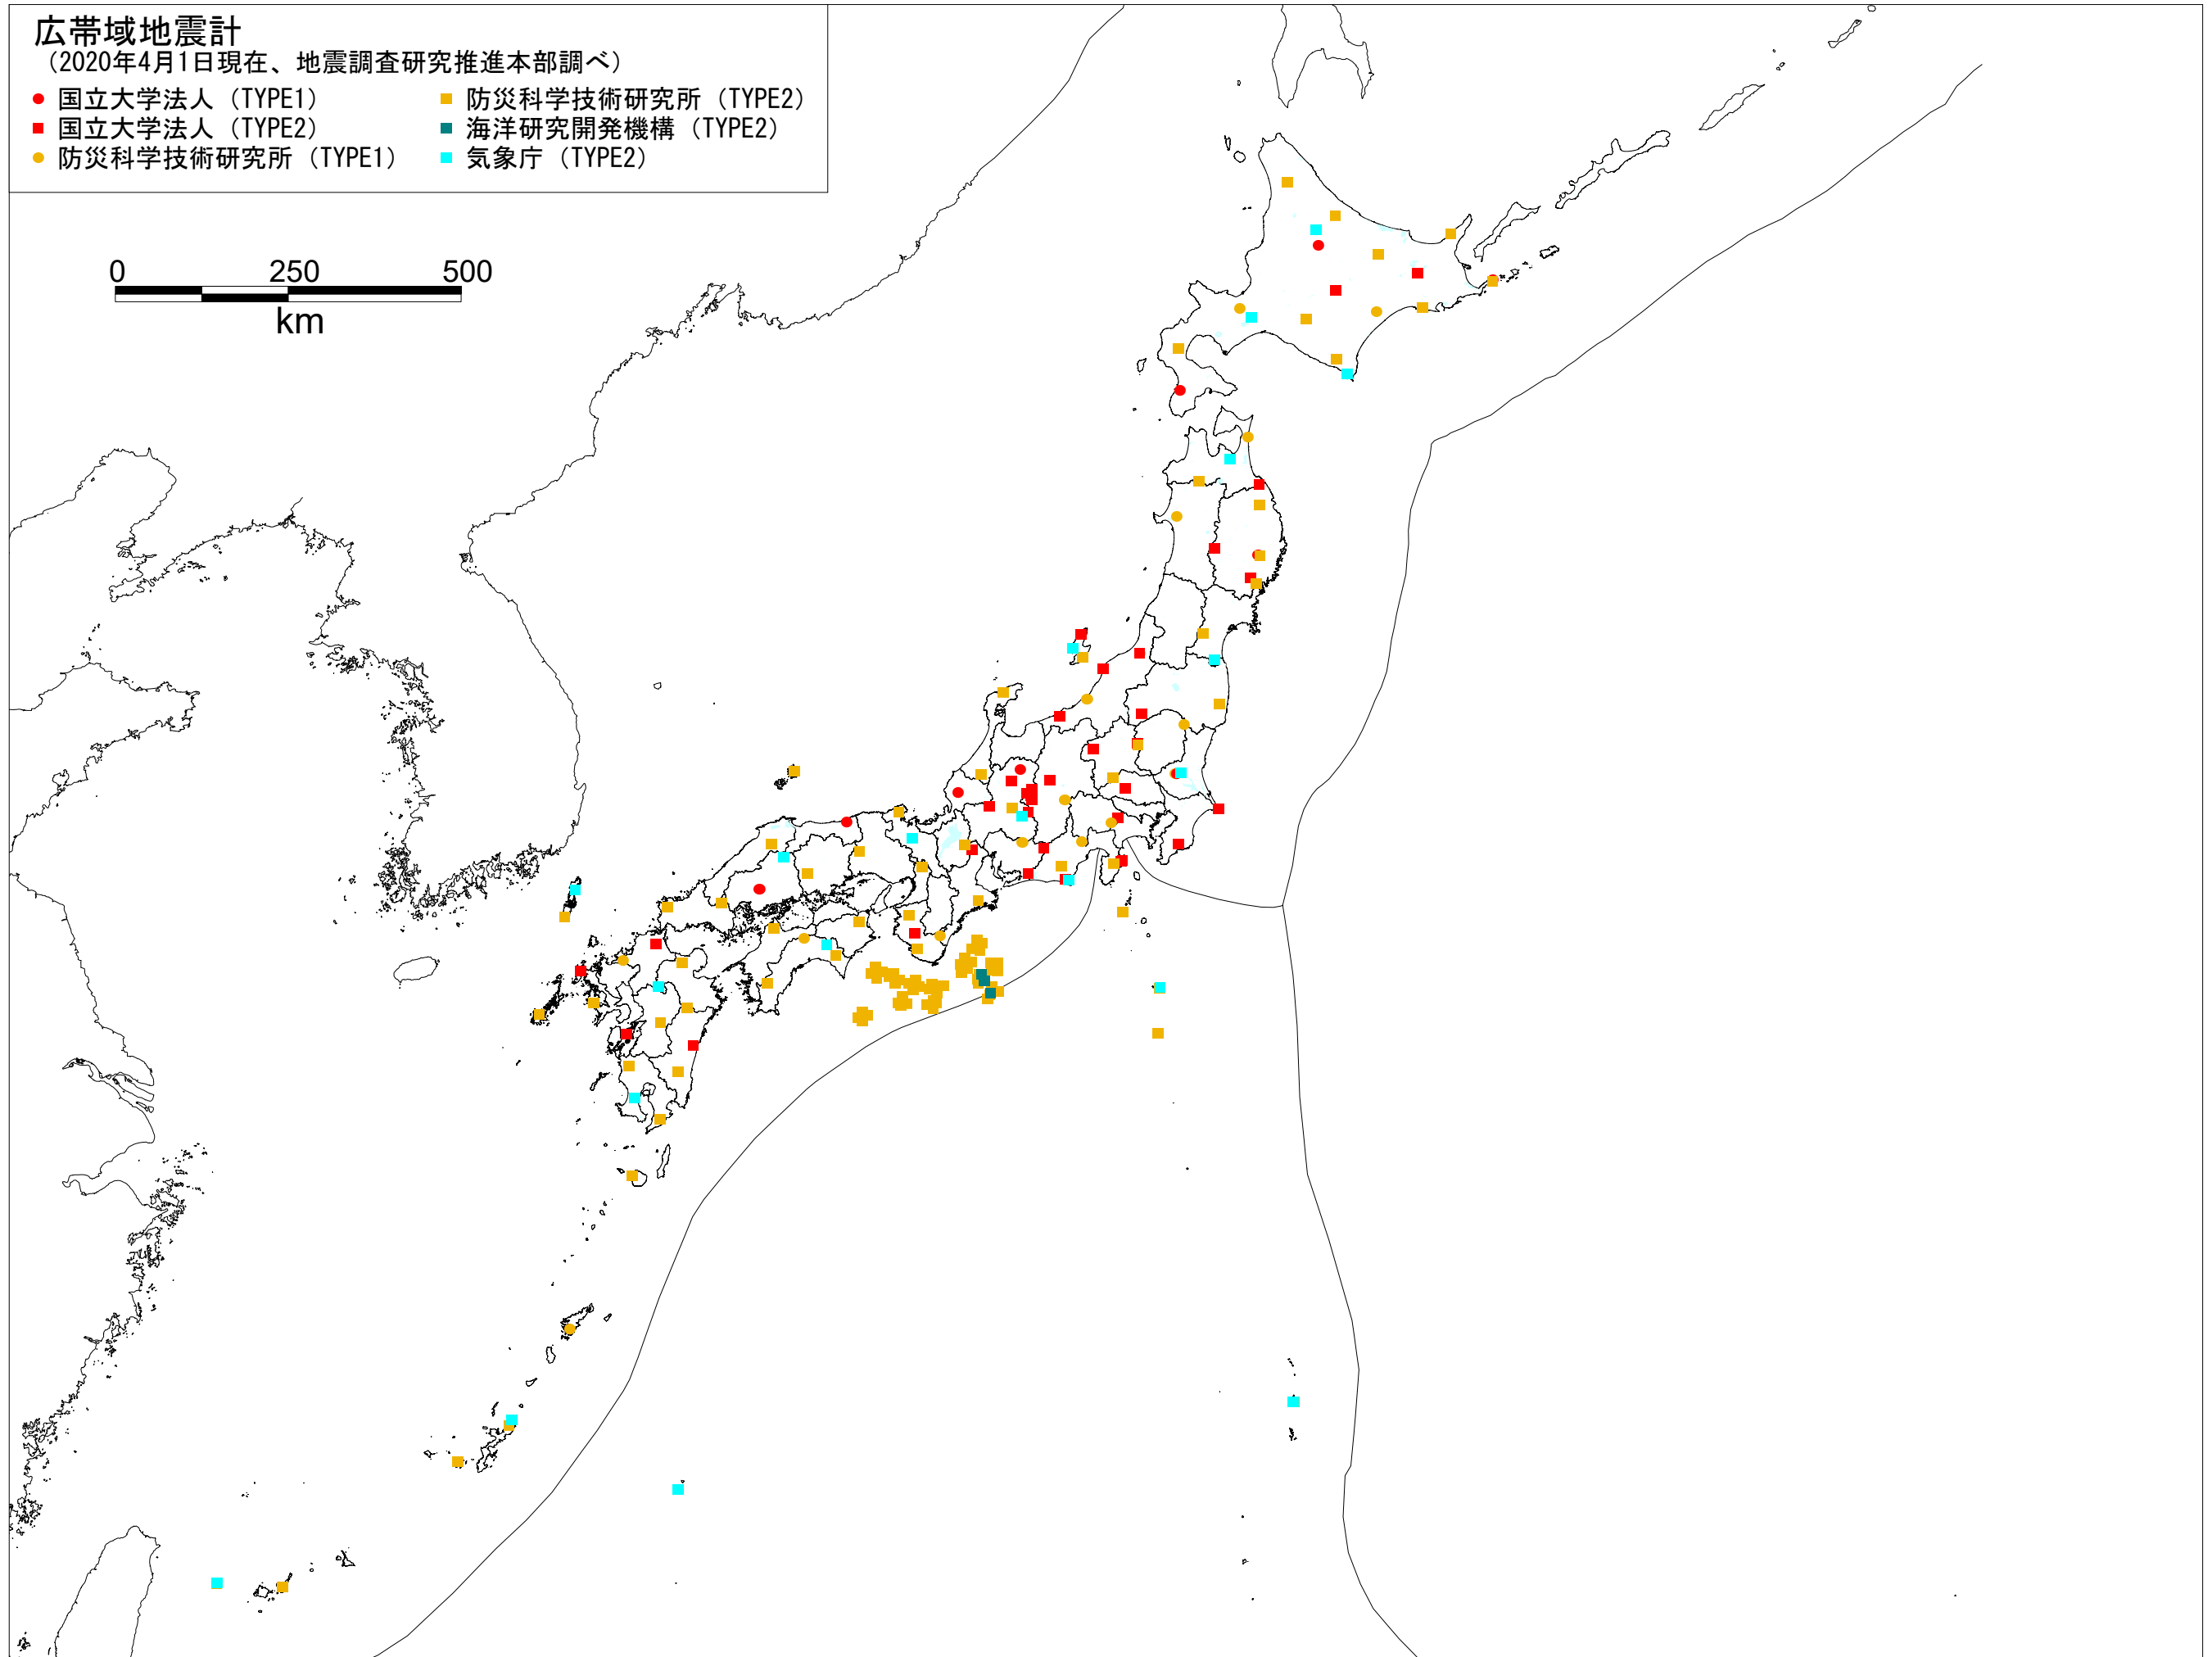 広帯域地震計
（2020年4月1日現在、地震調査研究推進本部調べ）
国立大学法人（TYPE1）
国立大学法人（TYPE2）
防災科学技術研究所（TYPE1）
防災科学技術研究所（TYPE2）
海洋研究開発機構（TYPE2）
気象庁（TYPE2）
0 250 500
km